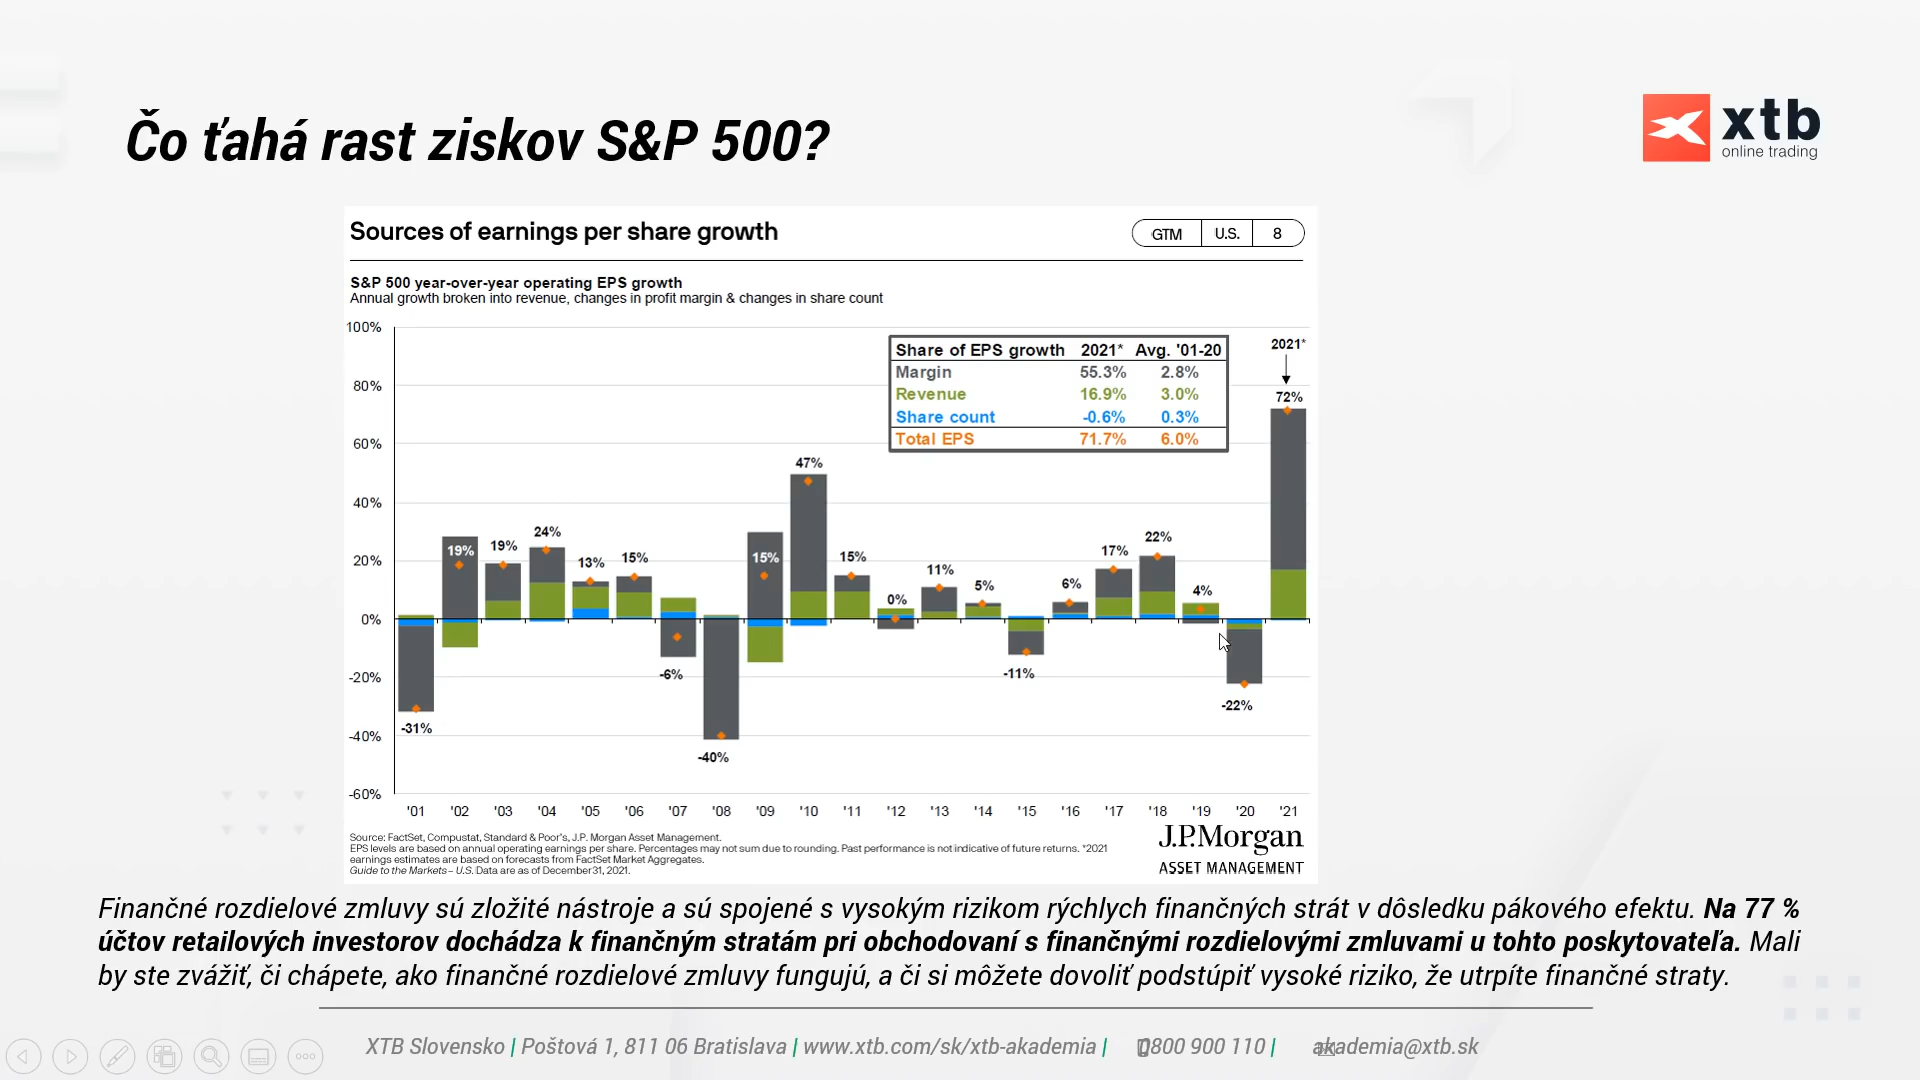 Čo ťahá rast ziskov S&P 500?
xtb
online trading
Sources of earnings per share growth
GTM U.S. 8
S&P 500 year-over-year operating EPS growth
Annual growth broken into revenue, changes in profit margin & changes in share count
100%
80%
60%
40%
20%
0%
-20%
-40%
-60%
Share of EPS growth 2021* Avg. '01-20
Margin 55.3% 2.8%
Revenue 16.9% 3.0%
Share count -0.6% 0.3%
Total EPS 71.7% 6.0%
2021*
-31% 19% 19% 24% 13% 15% -6% -40% 15% 47% 15% 0% 11% 5% -11% 6% 17% 22% 4% -22% 72%
'01 '02 '03 '04 '05 '06 '07 '08 '09 '10 '11 '12 '13 '14 '15 '16 '17 '18 '19 '20 '21
Source: FactSet, Compustat, Standard & Poor's, J.P. Morgan Asset Management.
EPS levels are based on annual operating earnings per share. Percentages may not sum due to rounding. Past performance is not indicative of future returns. *2021
earnings estimates are based on forecasts from FactSet Market Aggregates.
Guide to the Markets – U.S. Data are as of December 31, 2021.
J.P.Morgan
ASSET MANAGEMENT
Finančné rozdielové zmluvy sú zložité nástroje a sú spojené s vysokým rizikom rýchlych finančných strát v dôsledku pákového efektu. Na 77 %
účtov retailových investorov dochádza k finančným stratám pri obchodovaní s finančnými rozdielovými zmluvami u tohto poskytovateľa. Mali
by ste zvážiť, či chápete, ako finančné rozdielové zmluvy fungujú, a či si môžete dovoliť podstúpiť vysoké riziko, že utrpíte finančné straty.
XTB Slovensko | Poštová 1, 811 06 Bratislava | www.xtb.com/sk/xtb-akademia | 0800 900 110 | akademia@xtb.sk